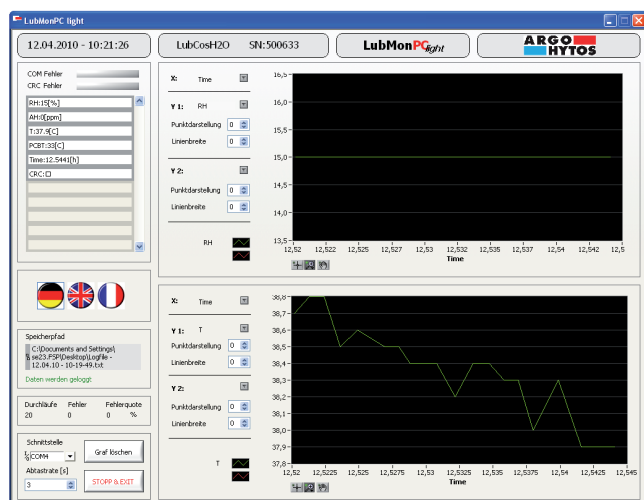 LubMonPC light
12.04.2010 - 10:21:26
LubCosH2O SN:500633
LubMonPClight
ARGO HYTOS
COM Fehler
CRC Fehler
RH:15[%]
AH:0[ppm]
T:37.9[C]
PCBT:33[C]
Time:12.5441[h]
CRC:□
X: Time
Y 1: RH
Punktdarstellung 0
Linienbreite 0
Y 2:
Punktdarstellung 0
Linienbreite 0
RH
16,5
16,0
15,5
15,0
14,5
14,0
13,5
12,52 12,522 12,525 12,527 12,53 12,532 12,535 12,537 12,54 12,542 12,5
Time
Speicherpfad
C:\Documents and Settings\
se23.FSP\Desktop\Logfile -
12.04.10 - 10-19-49.txt
Daten werden geloggt
Durchläufe Fehler Fehlerquote
20 0 0 %
Schnittstelle
COM4
Graf löschen
Abtastrate [s]
3
STOPP & EXIT
X: Time
Y 1: T
Punktdarstellung 0
Linienbreite 0
Y 2:
Punktdarstellung 0
Linienbreite 0
T
38,8
38,7
38,6
38,5
38,4
38,3
38,2
38,1
38,0
37,9
37,8
12,52 12,522 12,525 12,527 12,53 12,532 12,535 12,537 12,54 12,542 12,545
Time